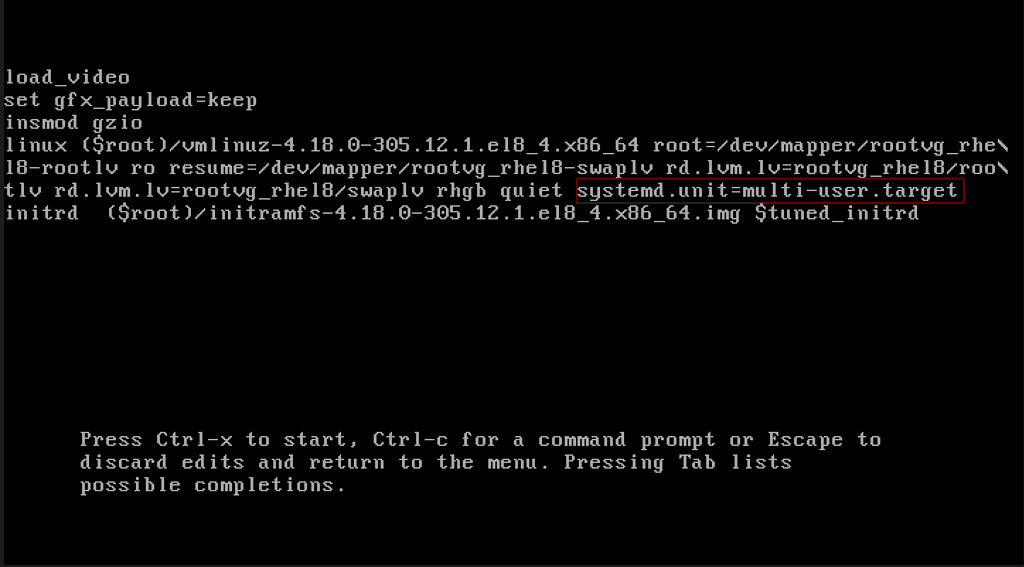 load_video
set gfx_payload=keep
insmod gzio
linux ($root)/vmlinuz-4.18.0-305.12.1.el8_4.x86_64 root=/dev/mapper/rootvg_rhe\
l8-rootlv ro resume=/dev/mapper/rootvg_rhel8-swaplv rd.lvm.lv=rootvg_rhel8/roo\
tlv rd.lvm.lv=rootvg_rhel8/swaplv rhgb quiet systemd.unit=multi-user.target
initrd  ($root)/initramfs-4.18.0-305.12.1.el8_4.x86_64.img $tuned_initrd
Press Ctrl-x to start, Ctrl-c for a command prompt or Escape to
discard edits and return to the menu. Pressing Tab lists
possible completions.